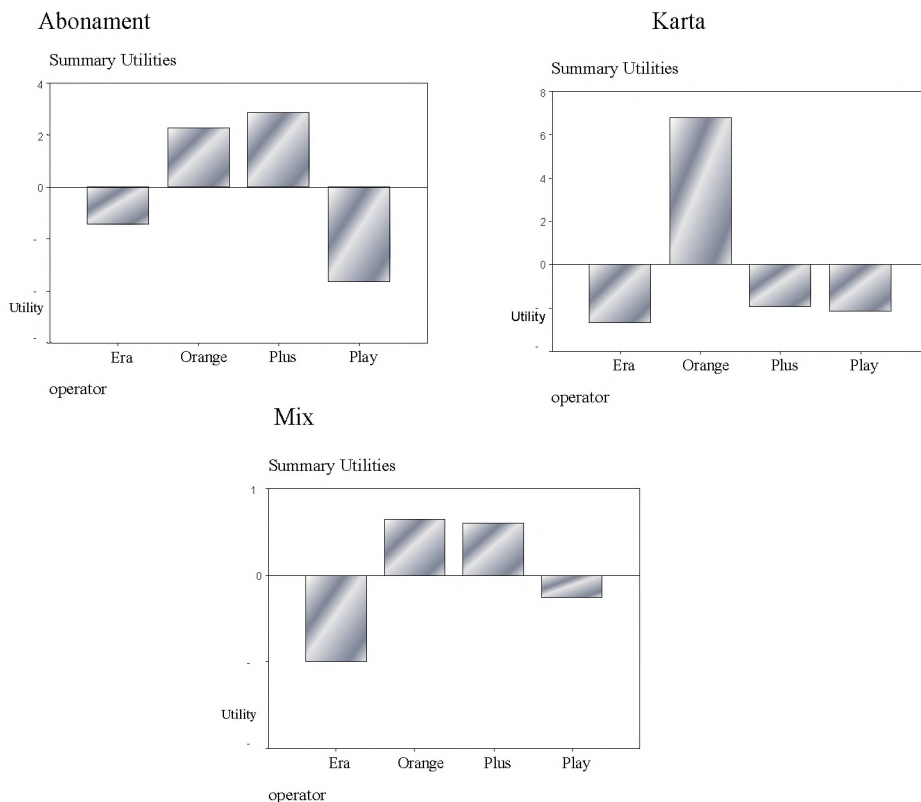 Abonament
Summary Utilities
4
2
0
-
-
Utility
-
Era Orange Plus Play
operator
Karta
Summary Utilities
8
6
4
2
0
-
Utility
-
Era Orange Plus Play
operator
Mix
Summary Utilities
1
0
-
Utility
-
Era Orange Plus Play
operator